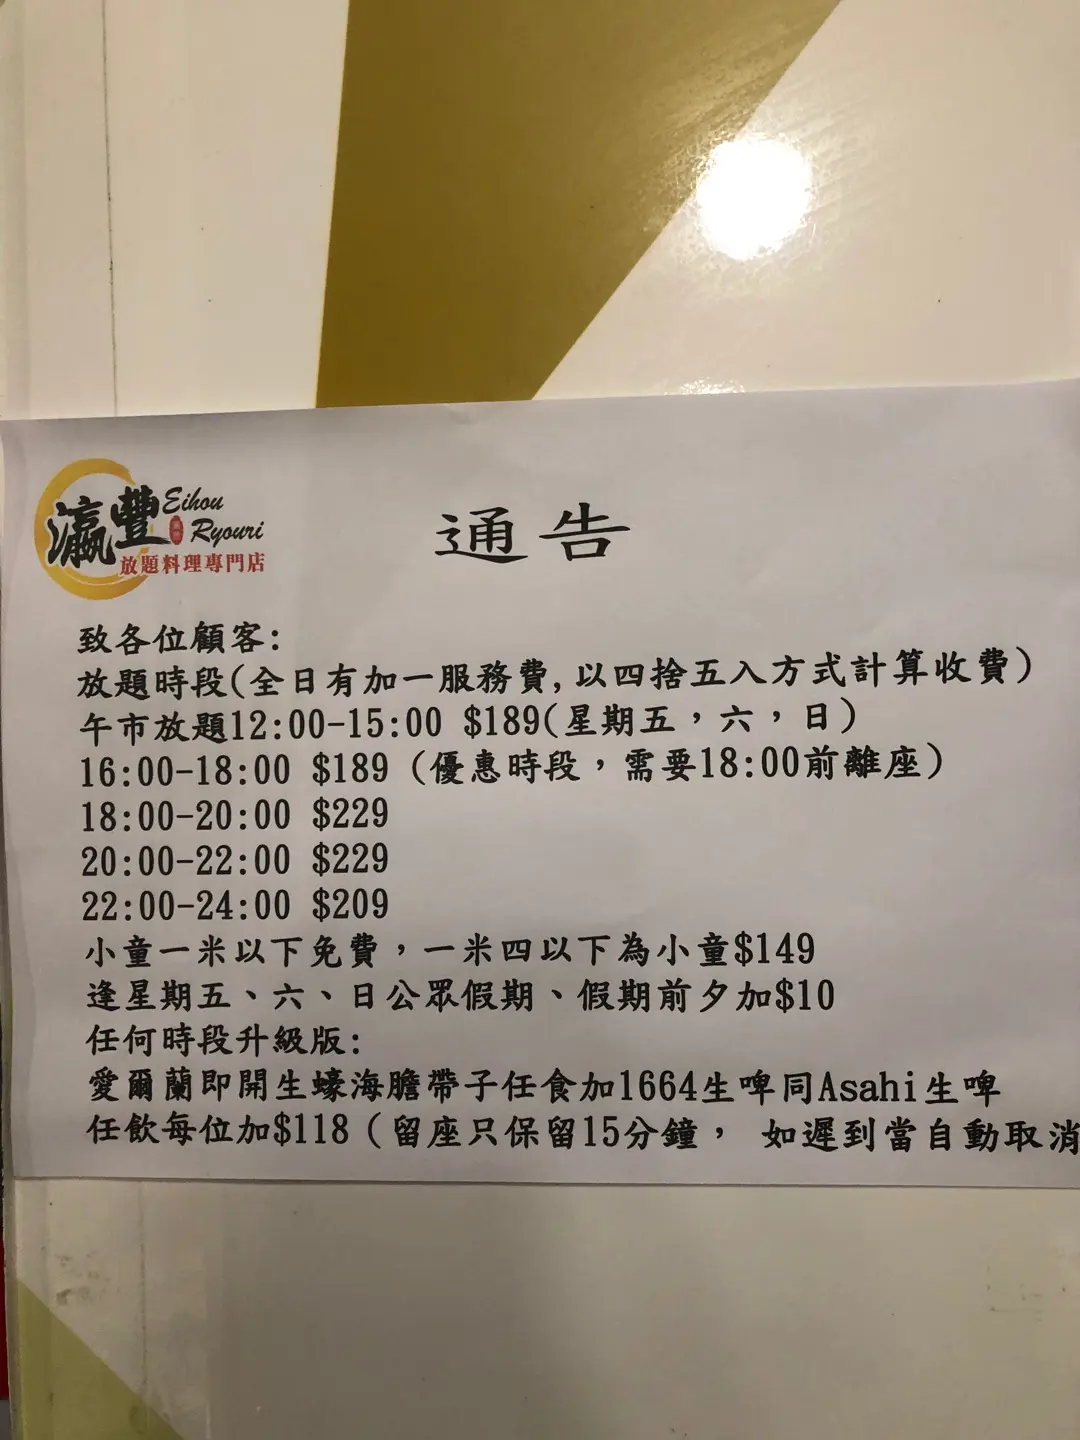 瀛豐 Eihou
Ryouri
放題料理專門店
通告
致各位顧客:
放題時段(全日有加一服務費,以四捨五入方式計算收費)
午市放題12:00-15:00 $189(星期五，六，日)
16:00-18:00 $189 (優惠時段，需要18:00前離座)
18:00-20:00 $229
20:00-22:00 $229
22:00-24:00 $209
小童一米以下免費，一米四以下為小童$149
逢星期五、六、日公眾假期、假期前夕加$10
任何時段升級版:
愛爾蘭即開生蠔海膽帶子任食加1664生啤同Asahi生啤
任飲每位加$118 (留座只保留15分鐘， 如遲到當自動取消